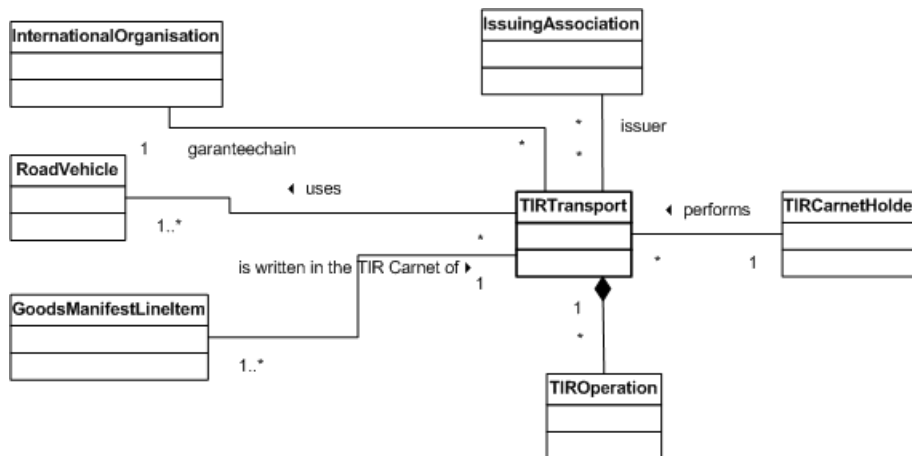 IssuingAssociation
InternationalOrganisation
*
issuer
1 garanteechain * *
RoadVehicle
◄ uses
TIRTransport
◄ performs
TIRCarnetHolde
1..*
*
is written in the TIR Carnet of ►
* 1
1
GoodsManifestLineItem
1
*
1..*
TIROperation